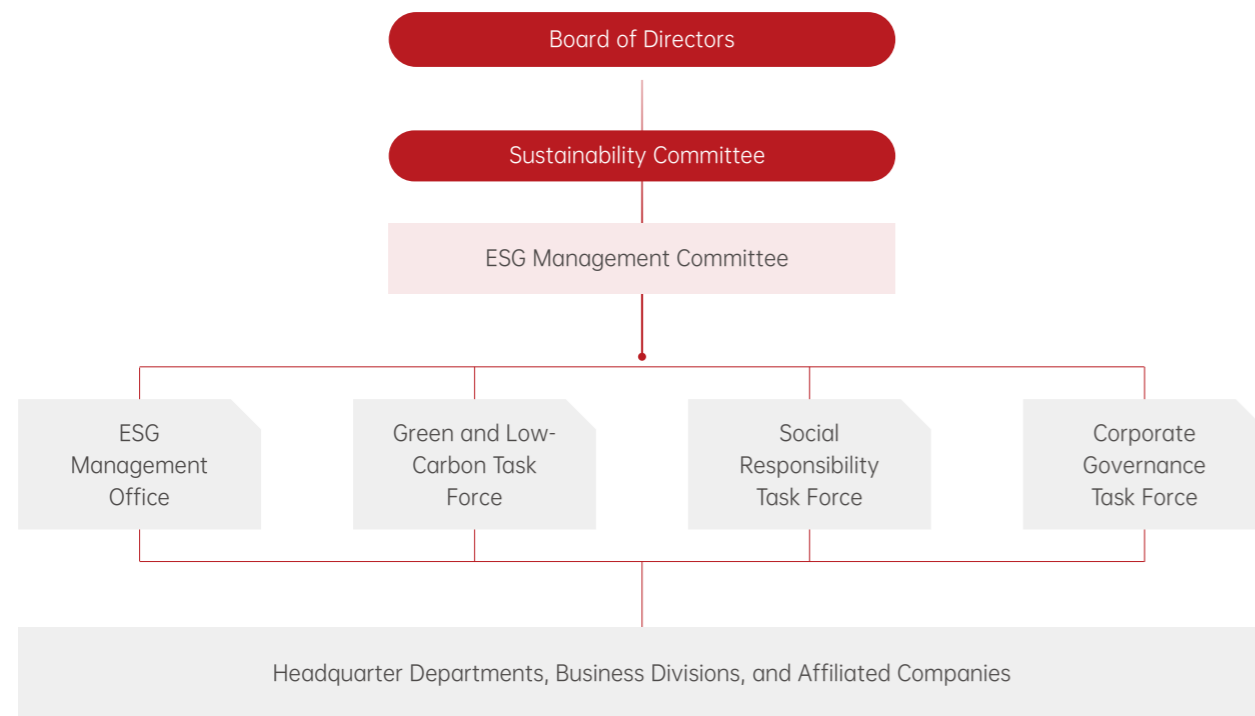 Board of Directors
Sustainability Committee
ESG Management Committee
ESG
Management
Office
Green and Low-
Carbon Task
Force
Social
Responsibility
Task Force
Corporate
Governance
Task Force
Headquarter Departments, Business Divisions, and Affiliated Companies